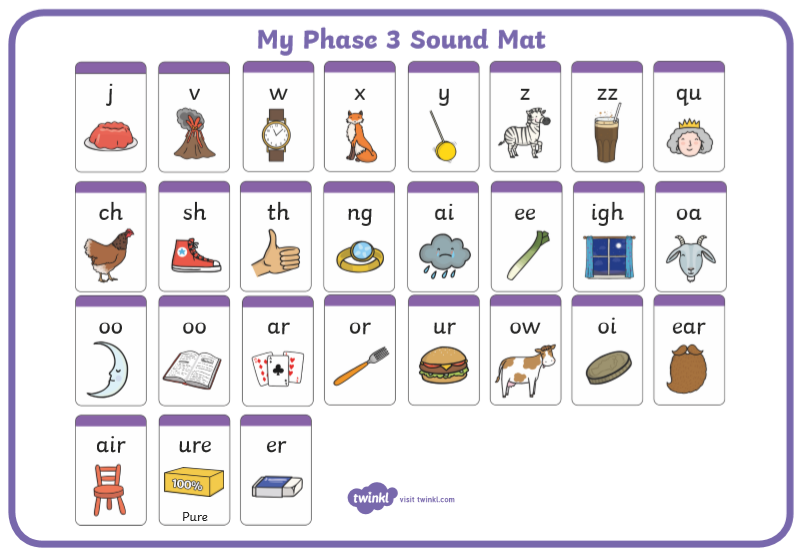 My Phase 3 Sound Mat
j v w x y z zz qu
ch sh th ng ai ee igh oa
oo oo ar or ur ow oi ear
air ure er
100%
Pure
twinkl visit twinkl.com